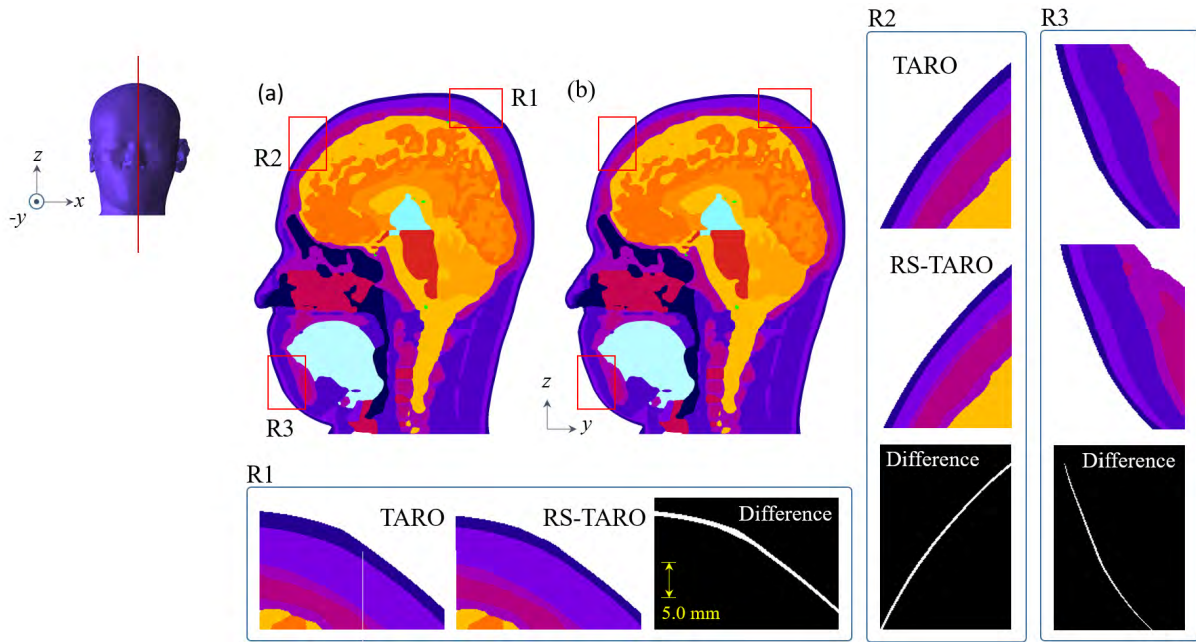 (a)
(b)
R1
R2
R3
z
-y
x
z
y
R1
TARO
RS-TARO
Difference
5.0 mm
R2
TARO
RS-TARO
Difference
R3
Difference